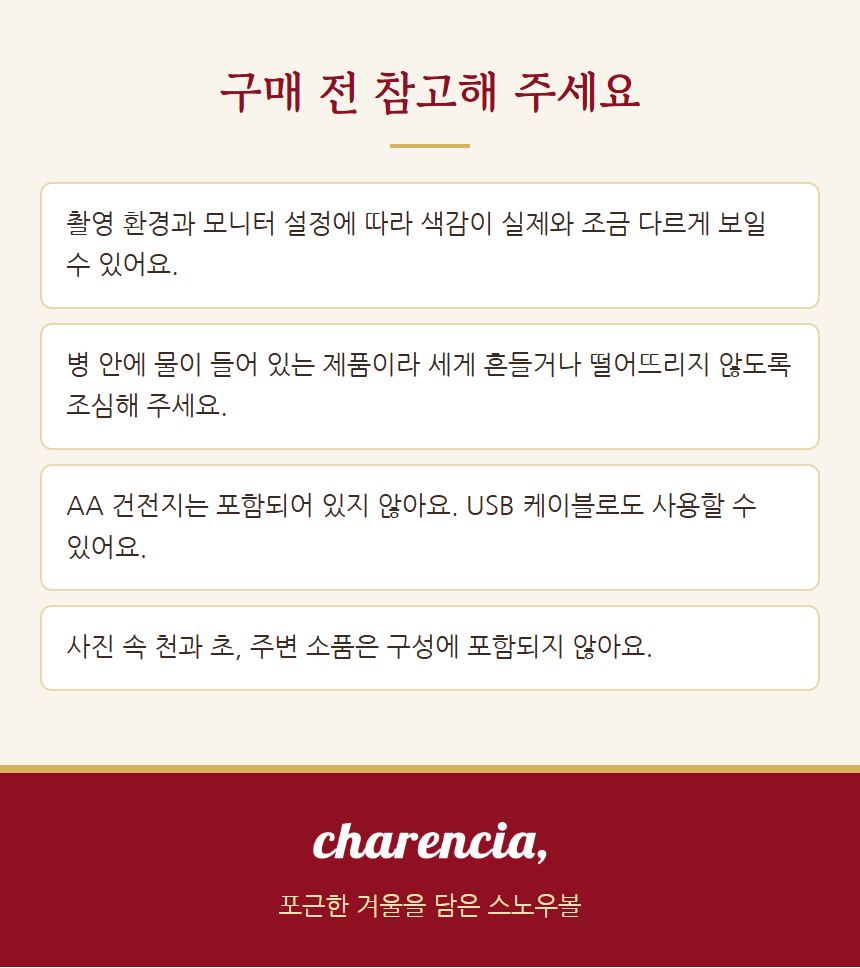 구매 전 참고해 주세요
촬영 환경과 모니터 설정에 따라 색감이 실제와 조금 다르게 보일
수 있어요.
병 안에 물이 들어 있는 제품이라 세게 흔들거나 떨어뜨리지 않도록
조심해 주세요.
AA 건전지는 포함되어 있지 않아요. USB 케이블로도 사용할 수
있어요.
사진 속 천과 초, 주변 소품은 구성에 포함되지 않아요.
charencia,
포근한 겨울을 담은 스노우볼